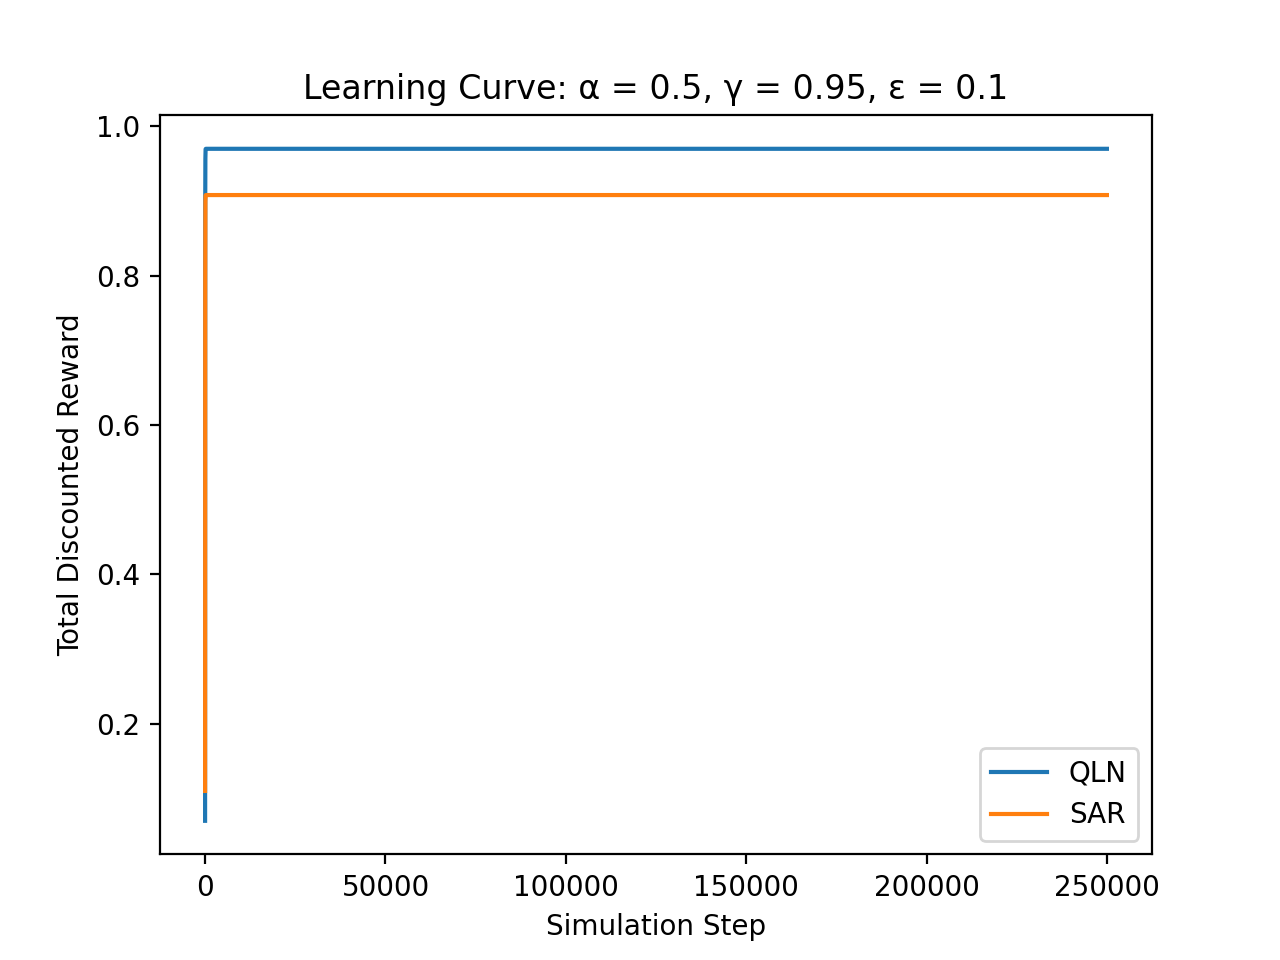 Learning Curve: α = 0.5, γ = 0.95, ε = 0.1
1.0
0.8
0.6
0.4
0.2
Total Discounted Reward
QLN
SAR
0 50000 100000 150000 200000 250000
Simulation Step